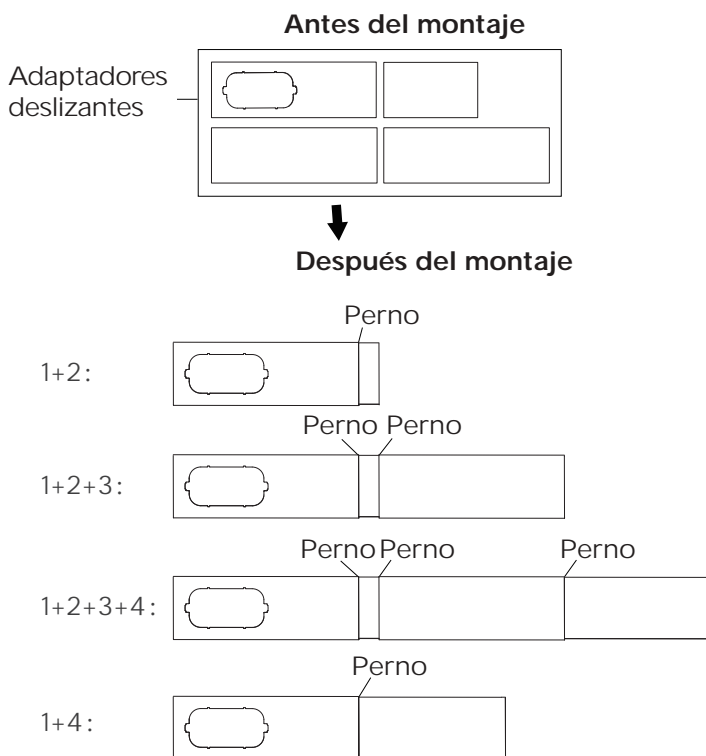 Antes del montaje
Adaptadores
deslizantes
Después del montaje
Perno
1+2:
Perno Perno
1+2+3:
Perno Perno Perno
1+2+3+4:
Perno
1+4: